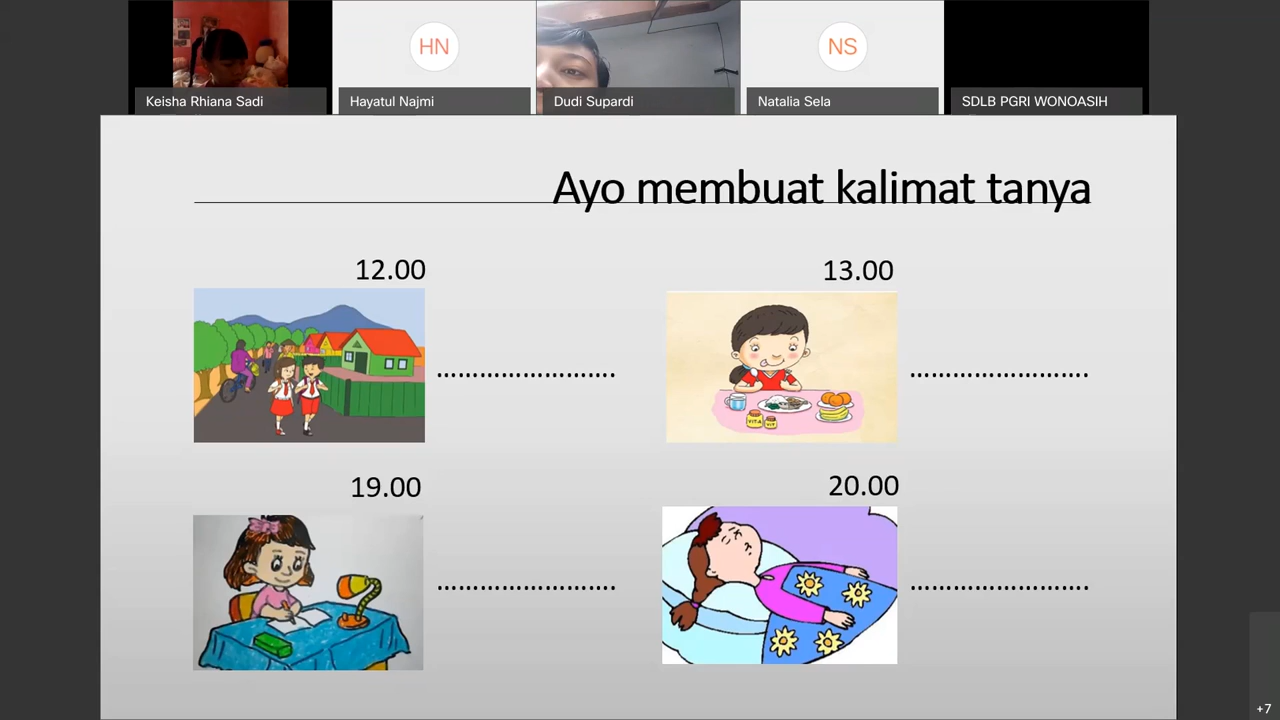 HN
NS
Keisha Rhiana Sadi
Hayatul Najmi
Dudi Supardi
Natalia Sela
SDLB PGRI WONOASIH
Ayo membuat kalimat tanya
12.00
13.00
........................
........................
19.00
20.00
........................
........................
+7